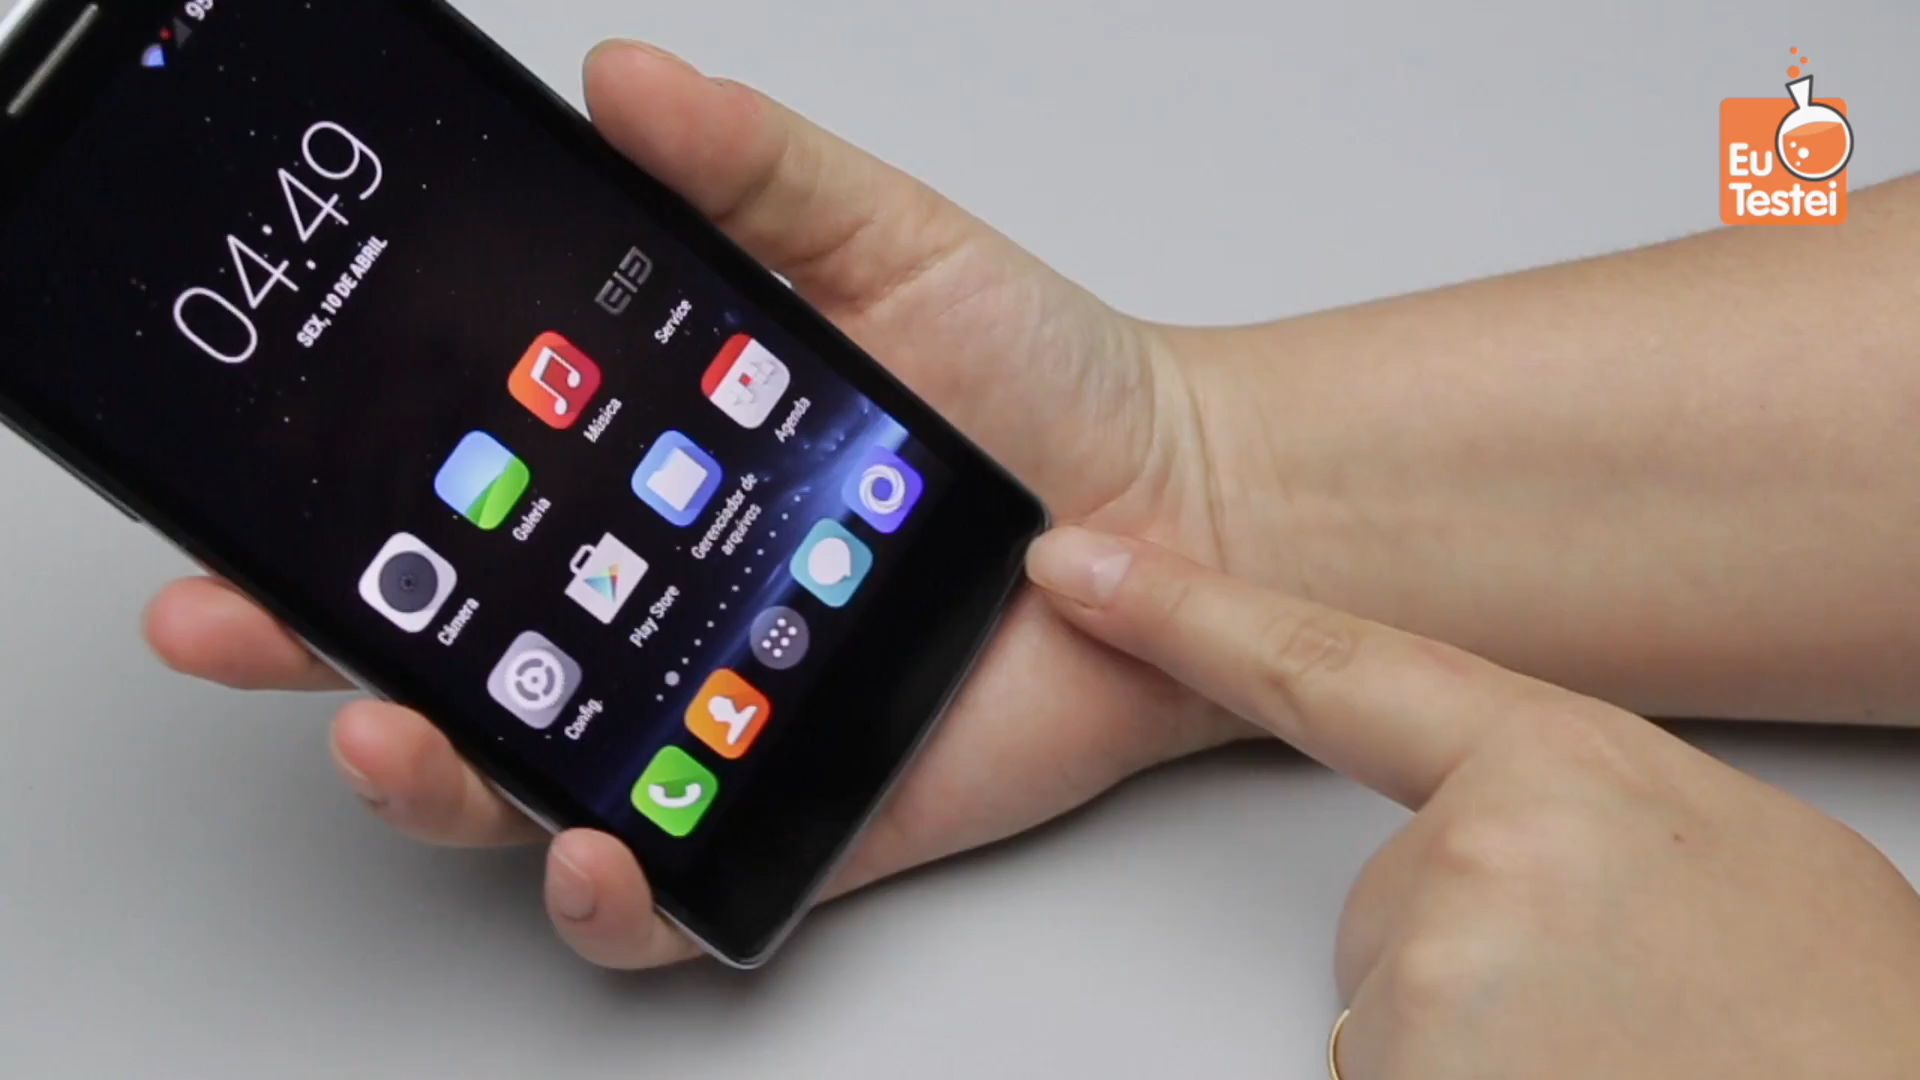 95
04:49
SEX, 10 DE ABRIL
Service
Música
Agenda
Galeria
Gerenciador de
arquivos
Câmera
Play Store
Config.
Eu
Testei